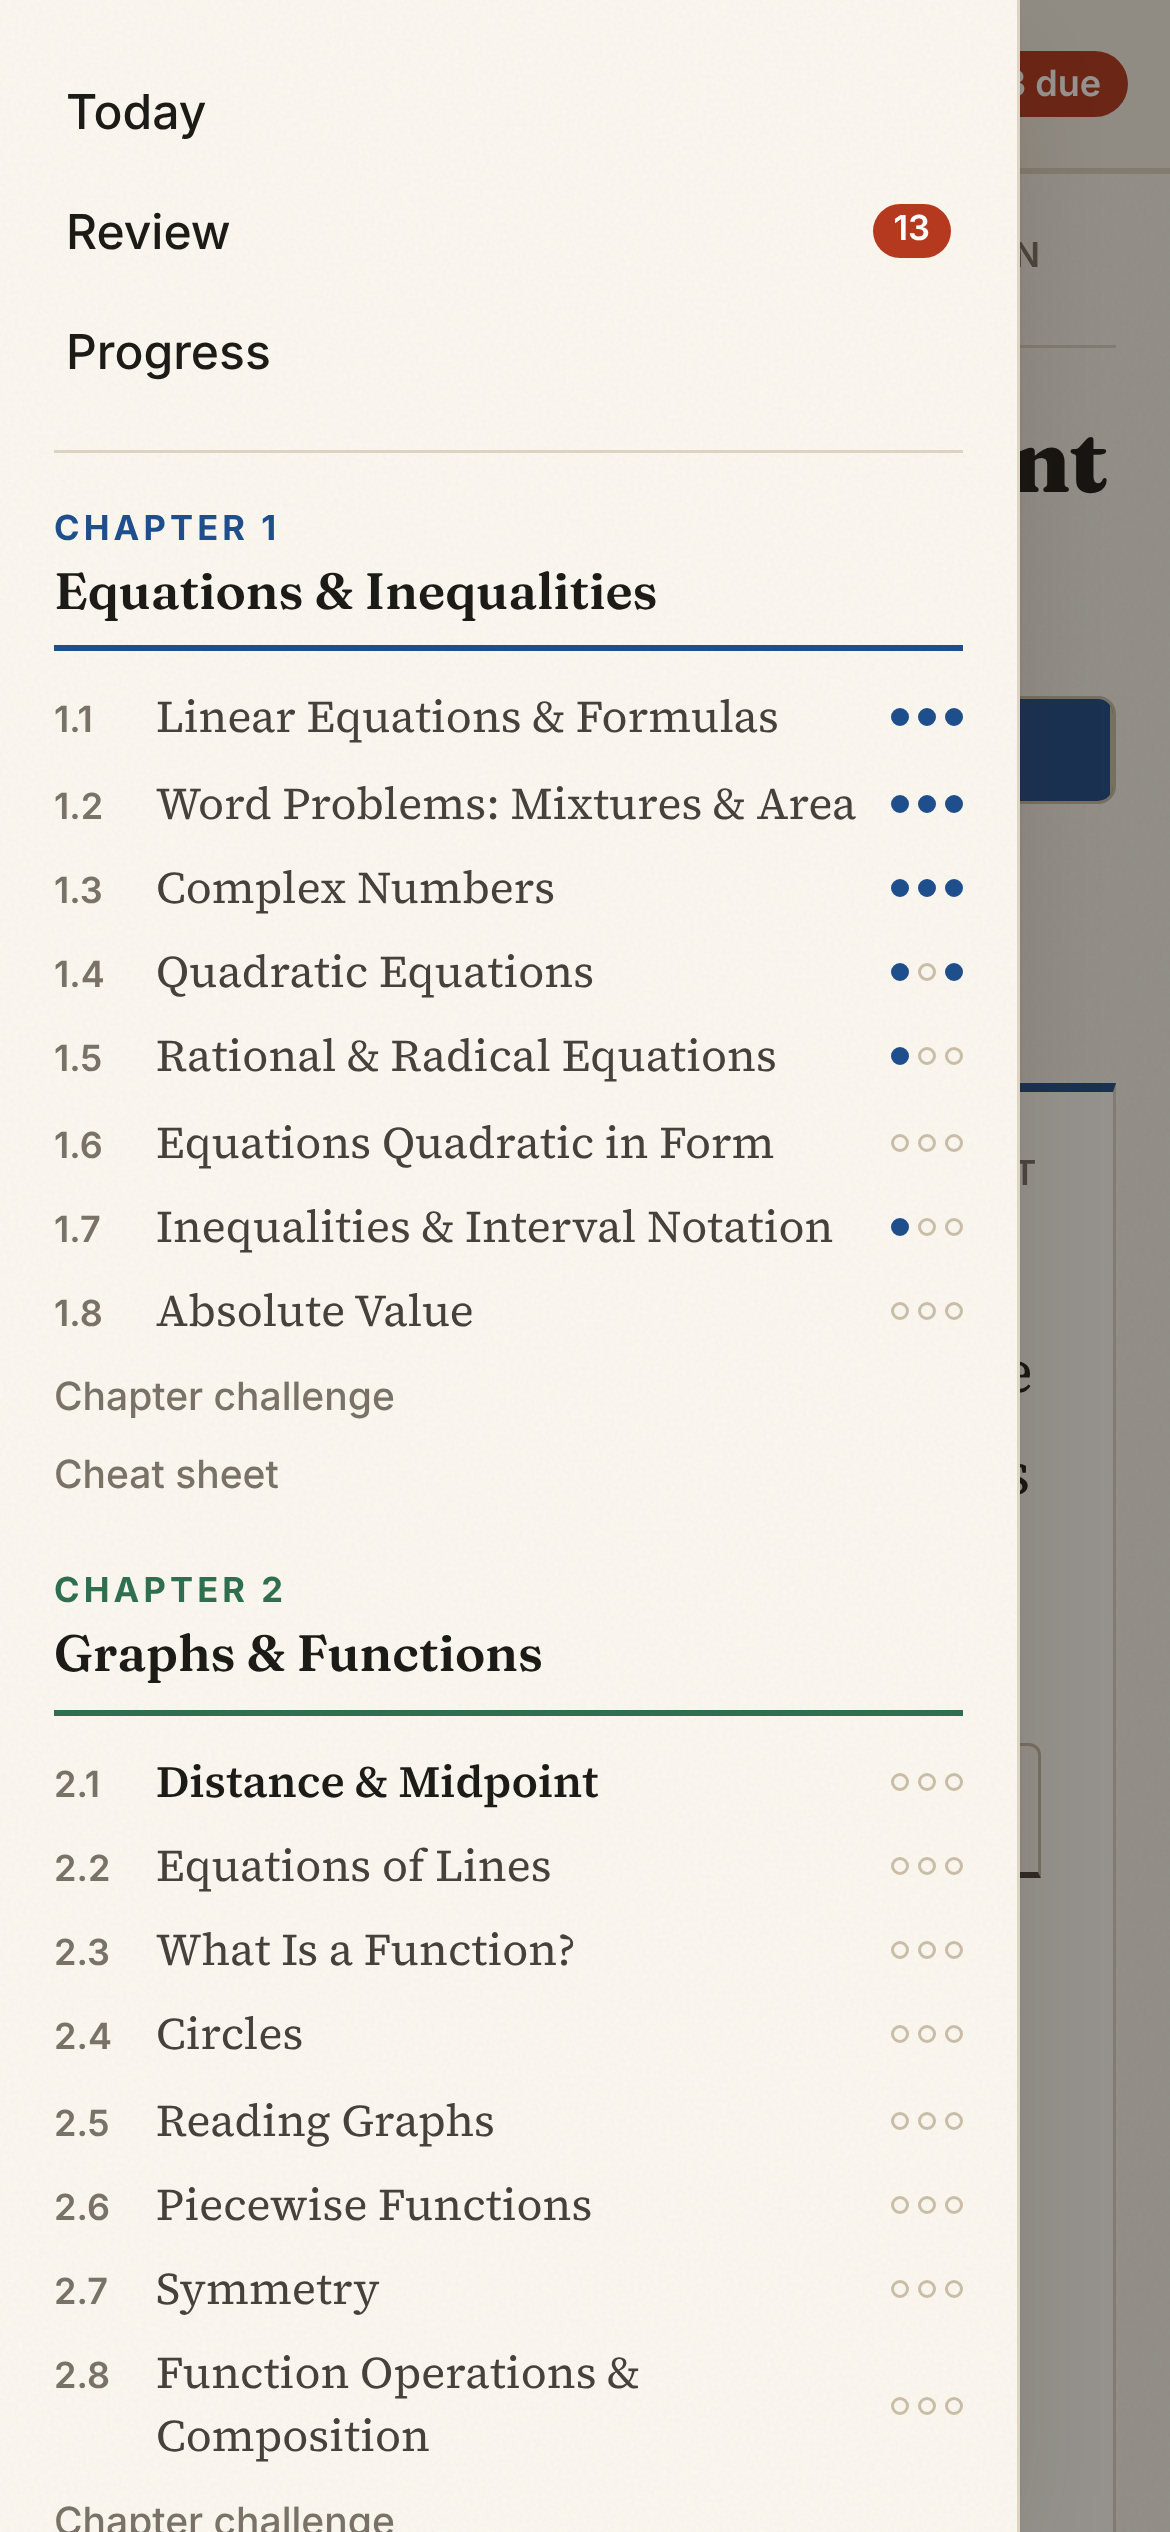 Today
due
Review
13
N
Progress
nt
CHAPTER 1
Equations & Inequalities
1.1 Linear Equations & Formulas
1.2 Word Problems: Mixtures & Area
1.3 Complex Numbers
1.4 Quadratic Equations
1.5 Rational & Radical Equations
1.6 Equations Quadratic in Form
T
1.7 Inequalities & Interval Notation
1.8 Absolute Value
e
Chapter challenge
s
Cheat sheet
CHAPTER 2
Graphs & Functions
2.1 Distance & Midpoint
2.2 Equations of Lines
2.3 What Is a Function?
2.4 Circles
2.5 Reading Graphs
2.6 Piecewise Functions
2.7 Symmetry
2.8 Function Operations &
Composition
Chapter challenge